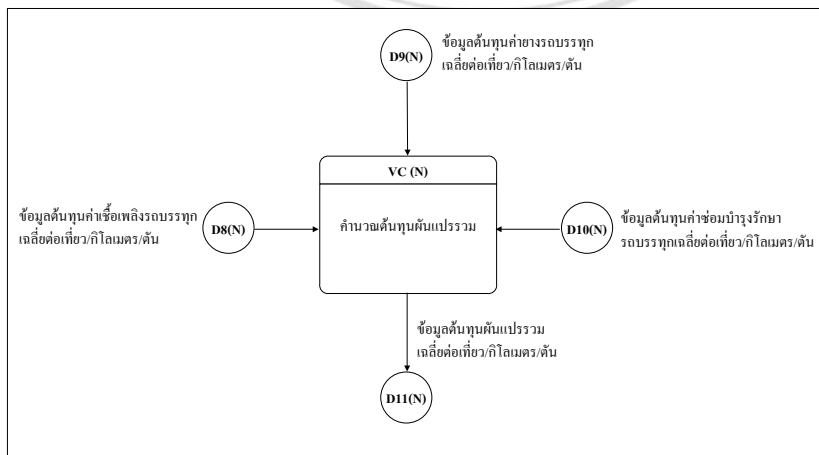 D9(N)
ข้อมูลต้นทุนค่ายางรถบรรทุก
เฉลี่ยต่อเที่ยว/กิโลเมตร/ตัน
VC (N)
คำนวณต้นทุนผันแปรรวม
ข้อมูลต้นทุนค่าเชื้อเพลิงรถบรรทุก
เฉลี่ยต่อเที่ยว/กิโลเมตร/ตัน
D8(N)
D10(N)
ข้อมูลต้นทุนค่าซ่อมบำรุงรักษา
รถบรรทุกเฉลี่ยต่อเที่ยว/กิโลเมตร/ตัน
ข้อมูลต้นทุนผันแปรรวม
เฉลี่ยต่อเที่ยว/กิโลเมตร/ตัน
D11(N)